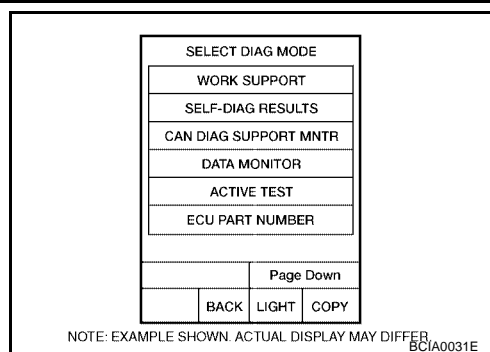 SELECT DIAG MODE
WORK SUPPORT
SELF-DIAG RESULTS
CAN DIAG SUPPORT MNTR
DATA MONITOR
ACTIVE TEST
ECU PART NUMBER
Page Down
BACK LIGHT COPY
NOTE: EXAMPLE SHOWN. ACTUAL DISPLAY MAY DIFFER.
BCIA0031E